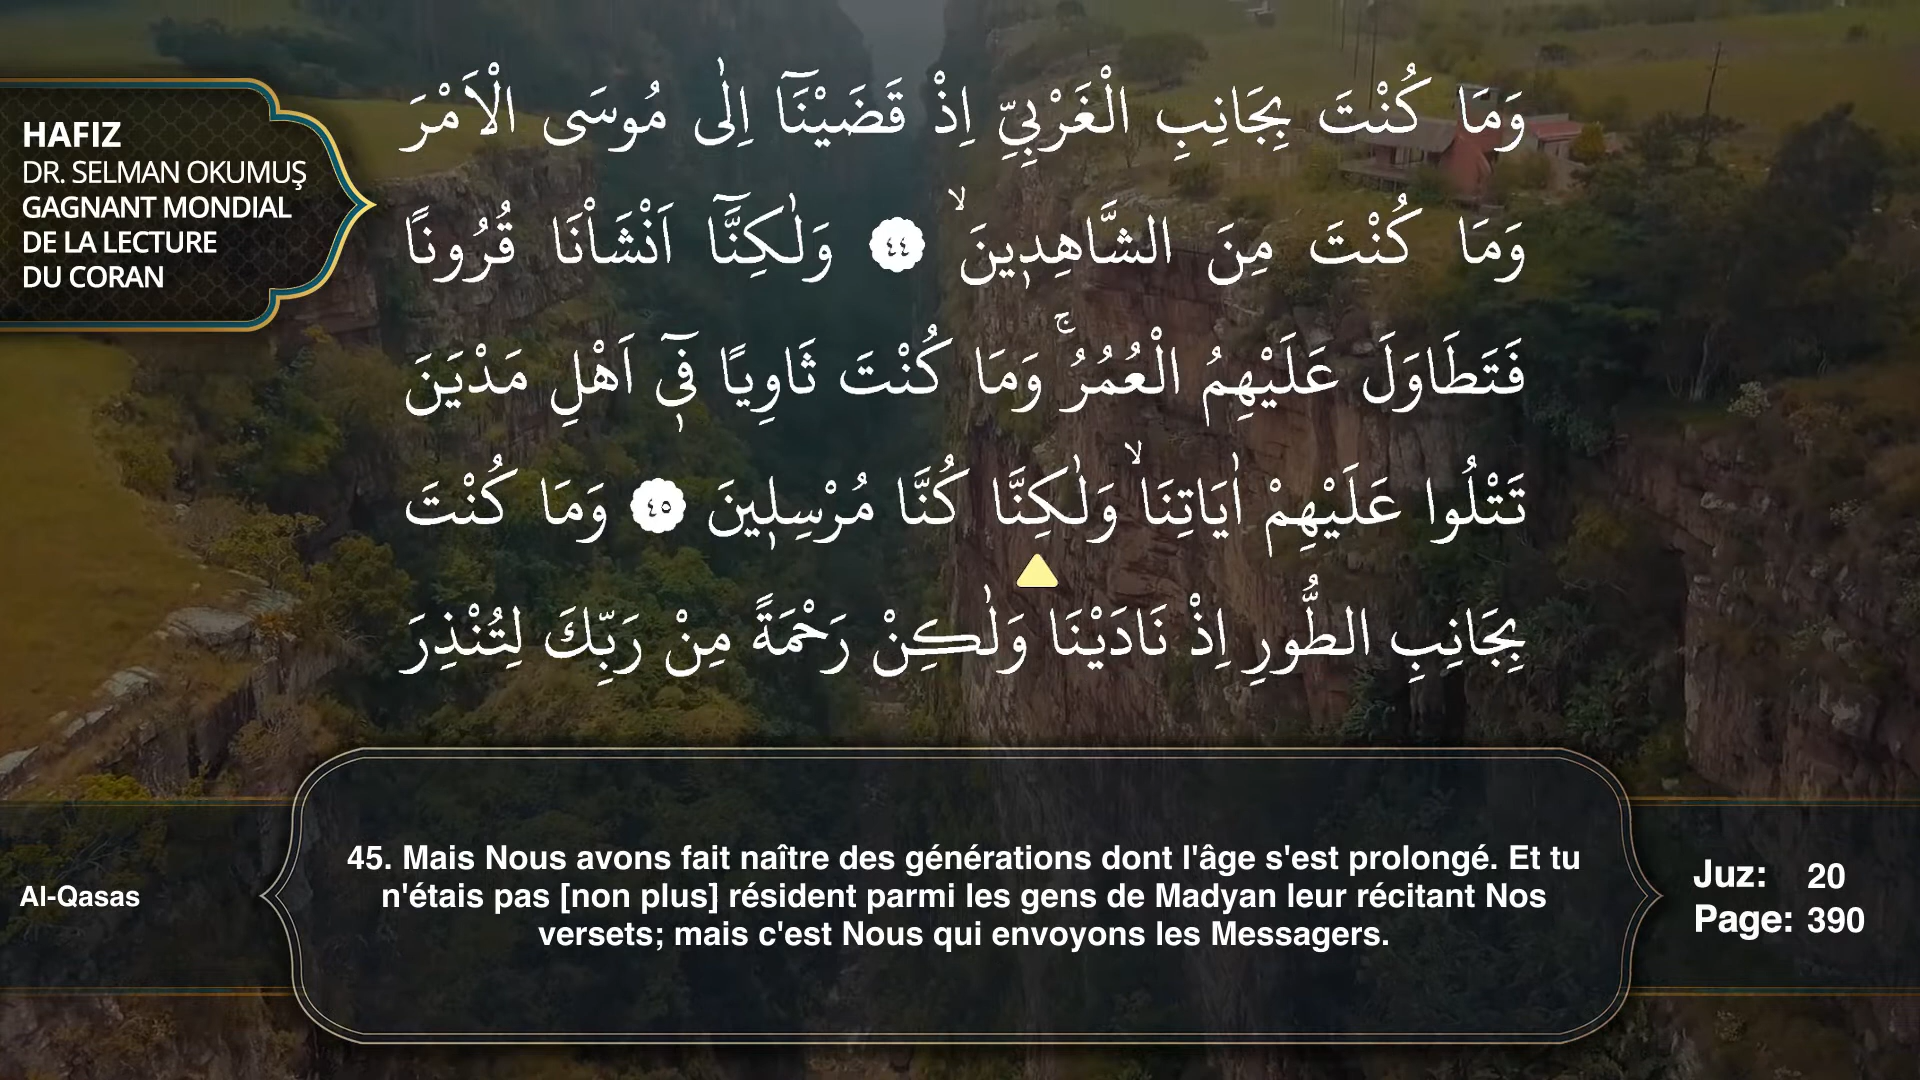 HAFIZ
DR. SELMAN OKUMUŞ
GAGNANT MONDIAL
DE LA LECTURE
DU CORAN
وَمَا كُنْتَ بِجَانِبِ الْغَرْبِيِّ اِذْ قَضَيْنَٓا اِلٰى مُوسَى الْاَمْرَ
وَمَا كُنْتَ مِنَ الشَّاهِد۪ينَۙ ٤٤ وَلٰكِنَّٓا اَنْشَأْنَا قُرُونًا
فَتَطَاوَلَ عَلَيْهِمُ الْعُمُرُۚ وَمَا كُنْتَ ثَاوِيًا ف۪ٓي اَهْلِ مَدْيَنَ
تَتْلُوا عَلَيْهِمْ اٰيَاتِنَاۙ وَلٰكِنَّا كُنَّا مُرْسِل۪ينَ ٤٥ وَمَا كُنْتَ
بِجَانِبِ الطُّورِ اِذْ نَادَيْنَا وَلٰكِنْ رَحْمَةً مِنْ رَبِّكَ لِتُنْذِرَ
45. Mais Nous avons fait naître des générations dont l'âge s'est prolongé. Et tu
n'étais pas [non plus] résident parmi les gens de Madyan leur récitant Nos
versets; mais c'est Nous qui envoyons les Messagers.
Al-Qasas
Juz: 20
Page: 390